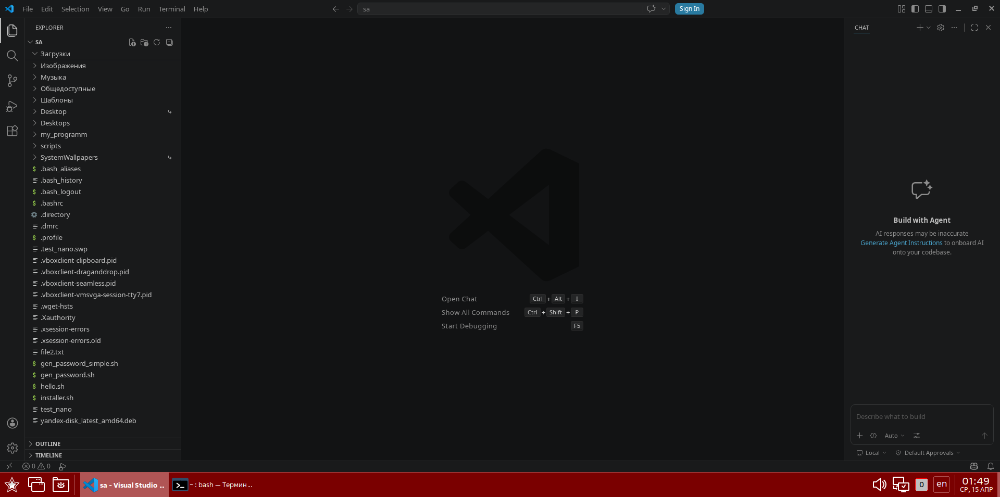 File Edit Selection View Go Run Terminal Help
sa
Sign In
EXPLORER
SA
Загрузки
Изображения
Музыка
Общедоступные
Шаблоны
Desktop
Desktops
my_programm
scripts
SystemWallpapers
.bash_aliases
.bash_history
.bash_logout
.bashrc
.directory
.dmrc
.profile
.test_nano.swp
.vboxclient-clipboard.pid
.vboxclient-draganddrop.pid
.vboxclient-seamless.pid
.vboxclient-vmsvga-session-tty7.pid
.wget-hsts
.Xauthority
.xsession-errors
.xsession-errors.old
file2.txt
gen_password_simple.sh
gen_password.sh
hello.sh
installer.sh
test_nano
yandex-disk_latest_amd64.deb
OUTLINE
TIMELINE
Open Chat Ctrl + Alt + I
Show All Commands Ctrl + Shift + P
Start Debugging F5
CHAT
Build with Agent
AI responses may be inaccurate
Generate Agent Instructions to onboard AI
onto your codebase.
Describe what to build
Auto
Local Default Approvals
0 0
sa - Visual Studio ...
~ : bash — Термин...
0
en
01:49
СР, 15 АПР